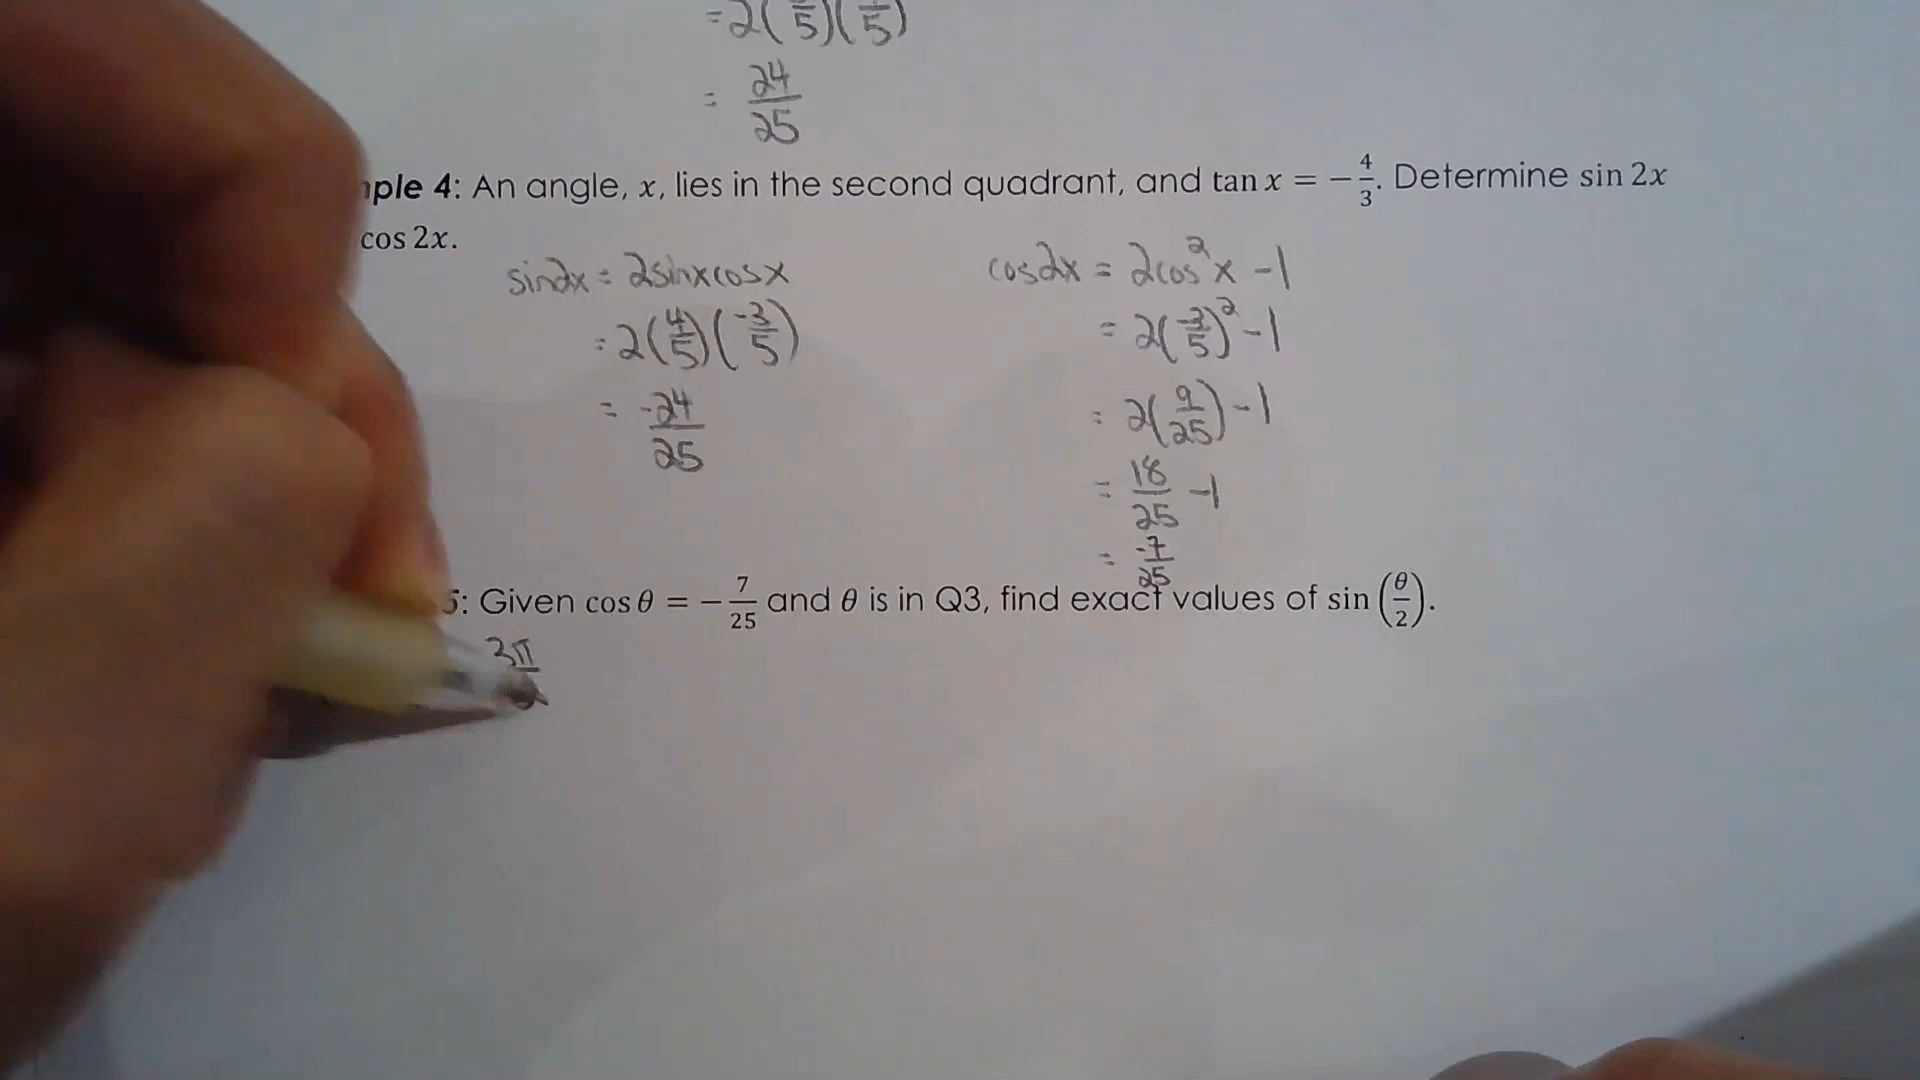 =2( /5)( /5)
= 24/25
ple 4: An angle, x, lies in the second quadrant, and tan x = −4/3. Determine sin 2x
cos 2x.
sin2x = 2sinxcosx
= 2(4/5)(-3/5)
= -24/25
cos2x = 2cos²x - 1
= 2(-3/5)² - 1
= 2(9/25) - 1
= 18/25 - 1
= -7/25
5: Given cos θ = −7/25 and θ is in Q3, find exact values of sin (θ/2).
3π